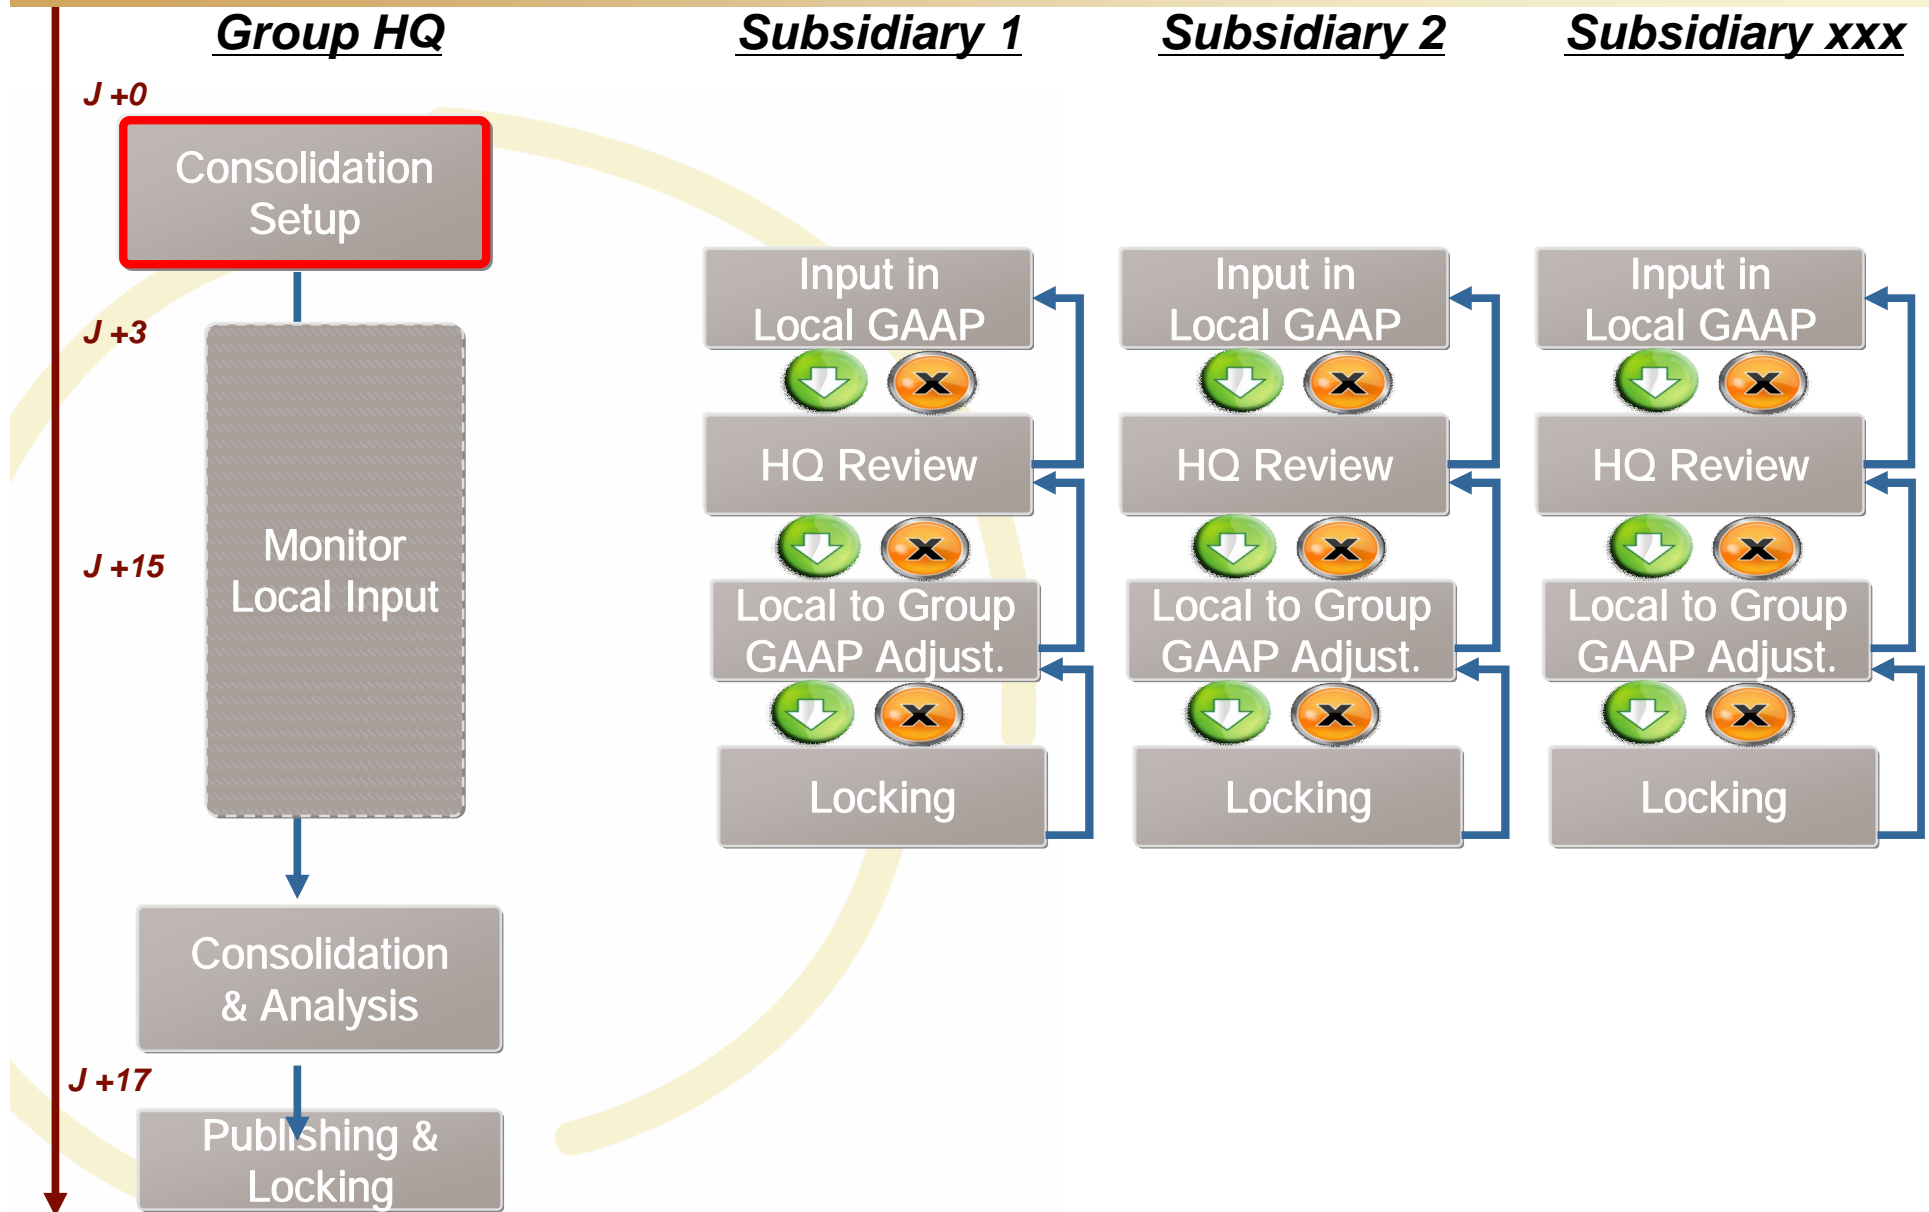 Group HQ
Subsidiary 1
Subsidiary 2
Subsidiary xxx
J +0
Consolidation
Setup
J +3
Monitor
Local Input
J +15
Consolidation
& Analysis
J +17
Publishing &
Locking
Input in
Local GAAP
X
HQ Review
X
Local to Group
GAAP Adjust.
X
Locking
Input in
Local GAAP
X
HQ Review
X
Local to Group
GAAP Adjust.
X
Locking
Input in
Local GAAP
X
HQ Review
X
Local to Group
GAAP Adjust.
X
Locking